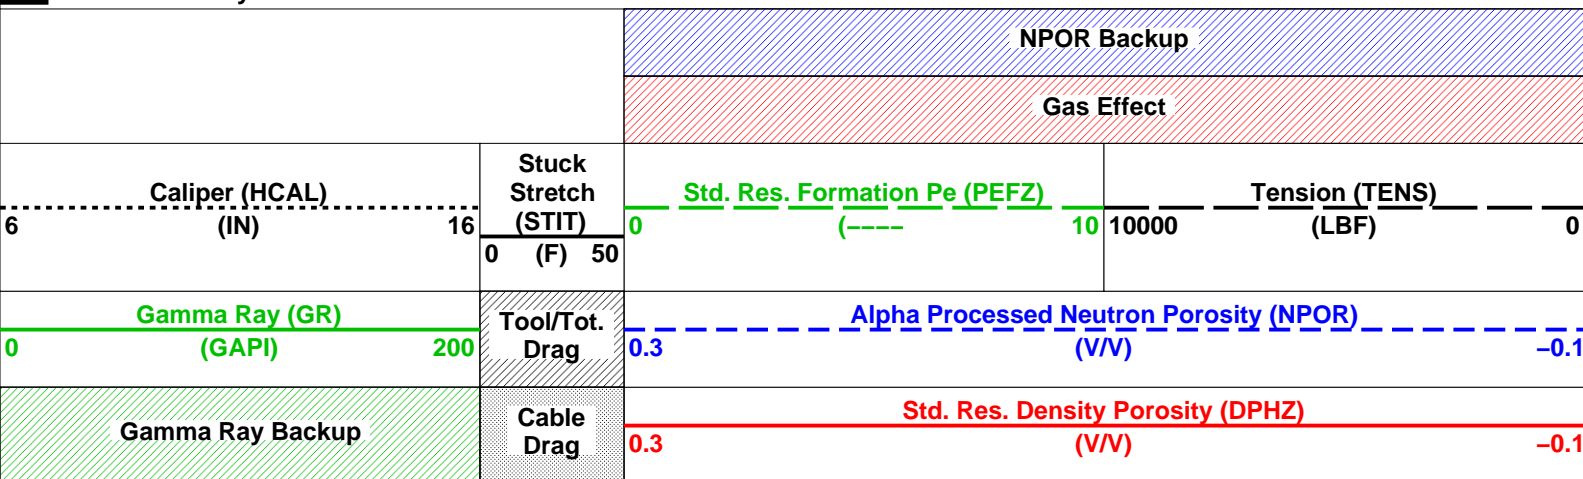 NPOR Backup
Gas Effect
Caliper (HCAL)
6 (IN) 16
Stuck
Stretch
(STIT)
0 (F) 50
Std. Res. Formation Pe (PEFZ)
0 (−−−− 10
Tension (TENS)
10000 (LBF) 0
Gamma Ray (GR)
0 (GAPI) 200
Tool/Tot.
Drag
Alpha Processed Neutron Porosity (NPOR)
0.3 (V/V) −0.1
Gamma Ray Backup
Cable
Drag
Std. Res. Density Porosity (DPHZ)
0.3 (V/V) −0.1